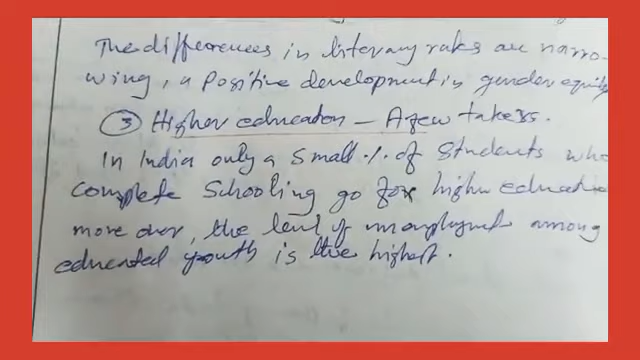 The differences in literary rates are narro-
wing, a positive development in gender equity
③ Higher education - A few takers.
In India only a small % of students who
complete schooling go for higher education
more over, the level of unemployment among
educated youth is the highest.